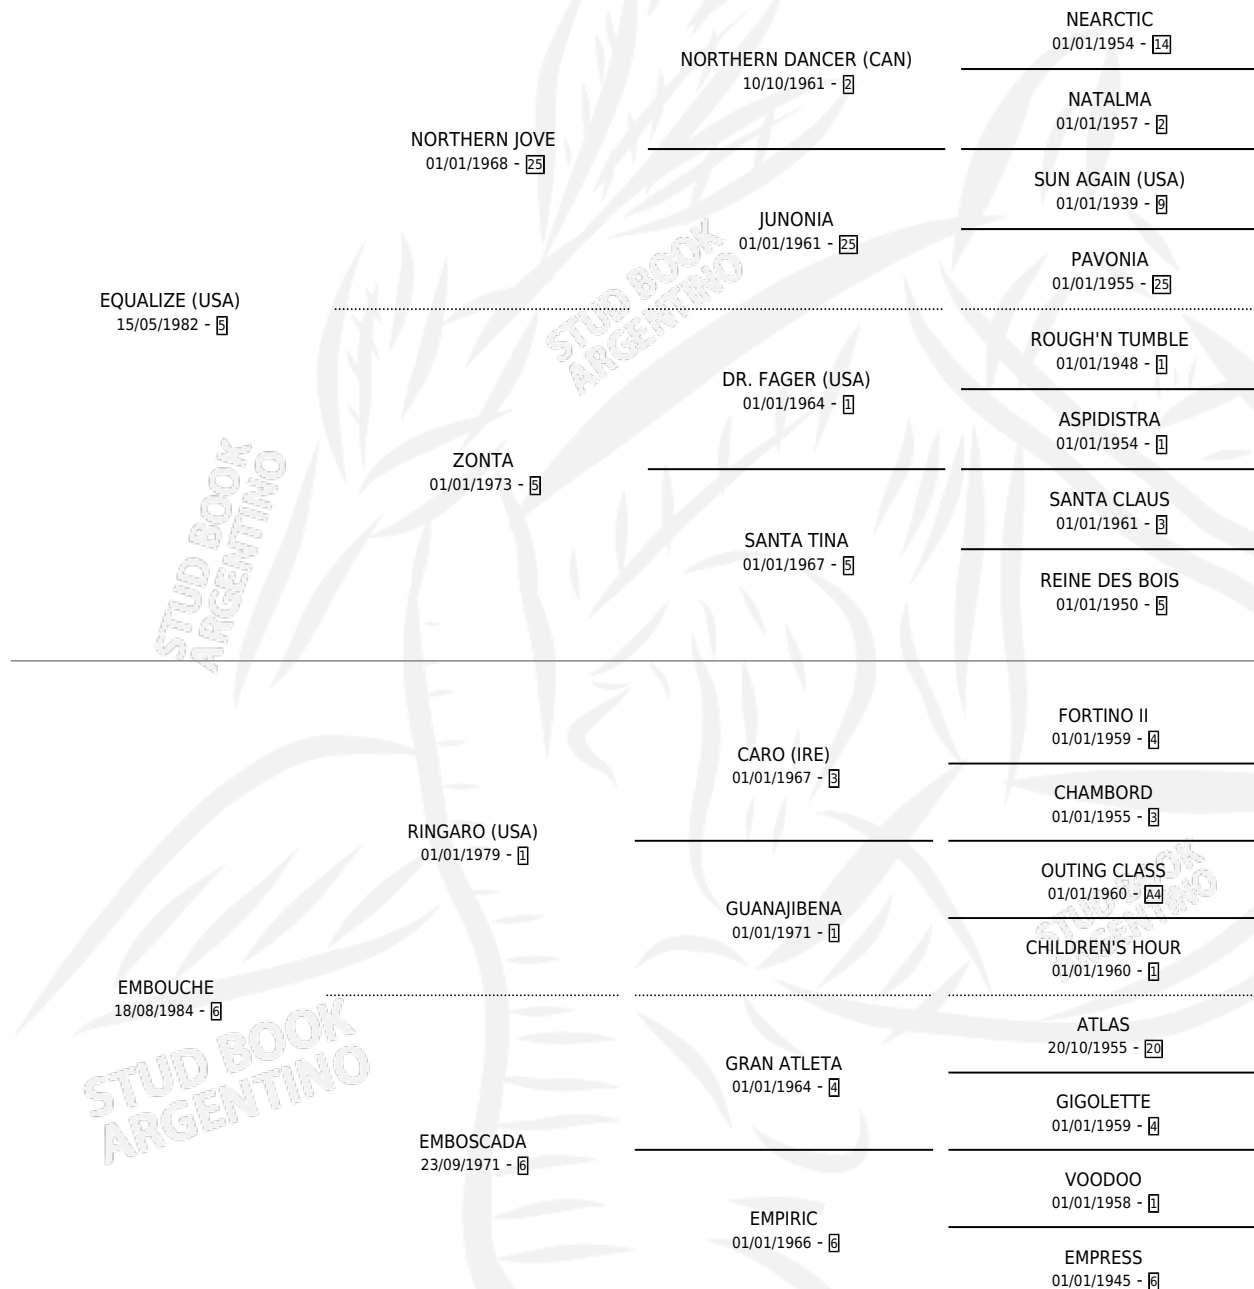 EQUALIZE (USA)
15/05/1982 - 5
NORTHERN JOVE
01/01/1968 - 25
NORTHERN DANCER (CAN)
10/10/1961 - 2
NEARCTIC
01/01/1954 - 14
NATALMA
01/01/1957 - 2
JUNONIA
01/01/1961 - 25
SUN AGAIN (USA)
01/01/1939 - 9
PAVONIA
01/01/1955 - 25
ZONTA
01/01/1973 - 5
DR. FAGER (USA)
01/01/1964 - 1
ROUGH'N TUMBLE
01/01/1948 - 1
ASPIDISTRA
01/01/1954 - 1
SANTA TINA
01/01/1967 - 5
SANTA CLAUS
01/01/1961 - 3
REINE DES BOIS
01/01/1950 - 5
EMBOUCHE
18/08/1984 - 6
RINGARO (USA)
01/01/1979 - 1
CARO (IRE)
01/01/1967 - 3
FORTINO II
01/01/1959 - 4
CHAMBORD
01/01/1955 - 3
GUANAJIBENA
01/01/1971 - 1
OUTING CLASS
01/01/1960 - A4
CHILDREN'S HOUR
01/01/1960 - 1
EMBOSCADA
23/09/1971 - 6
GRAN ATLETA
01/01/1964 - 4
ATLAS
20/10/1955 - 20
GIGOLETTE
01/01/1959 - 4
EMPIRIC
01/01/1966 - 6
VOODOO
01/01/1958 - 1
EMPRESS
01/01/1945 - 6
STUD BOOK
ARGENTINO
STUD BOOK
ARGENTINO
STUD BOOK
ARGENTINO
STUD BOOK
ARGENTINO